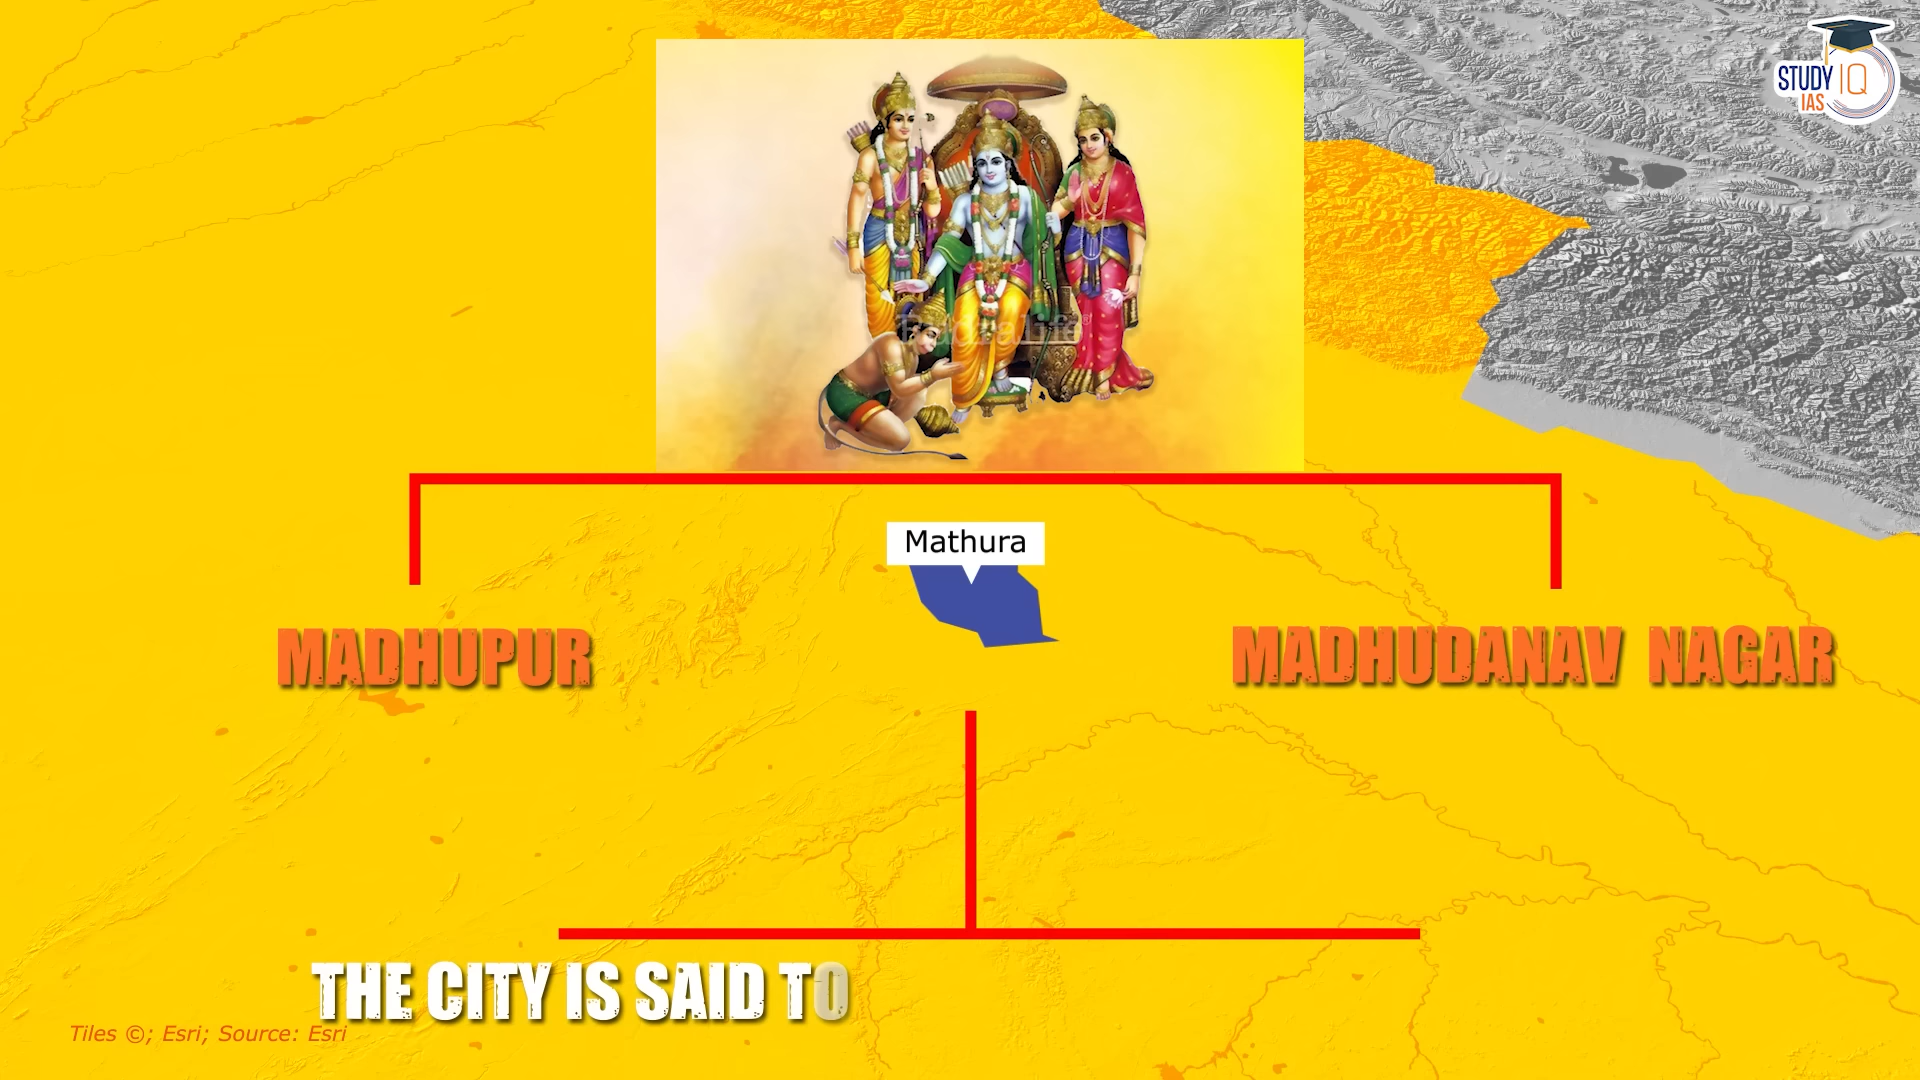 STUDY IQ
IAS
Mathura
MADHUPUR
MADHUDANAV NAGAR
THE CITY IS SAID TO
Tiles ©; Esri; Source: Esri